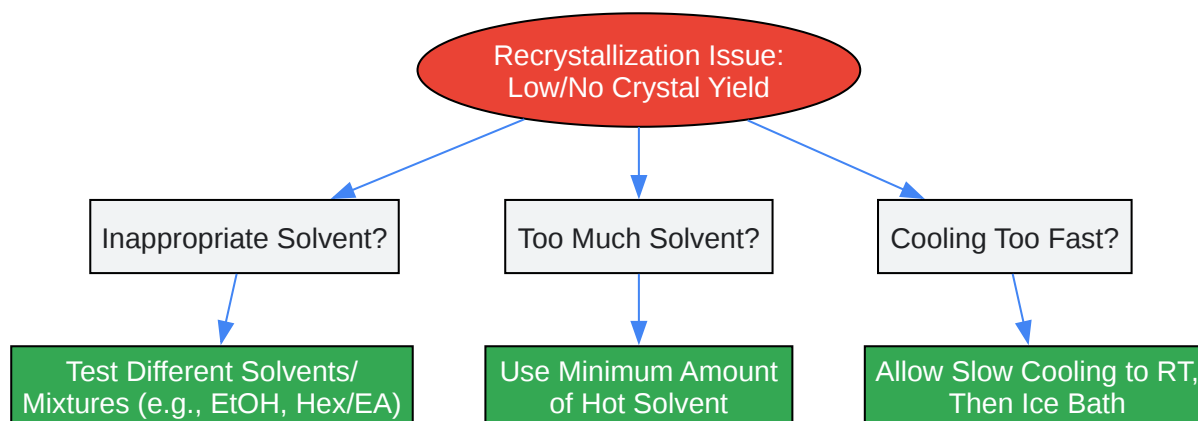 Recrystallization Issue:
Low/No Crystal Yield
Inappropriate Solvent?
Too Much Solvent?
Cooling Too Fast?
Test Different Solvents/
Mixtures (e.g., EtOH, Hex/EA)
Use Minimum Amount
of Hot Solvent
Allow Slow Cooling to RT,
Then Ice Bath